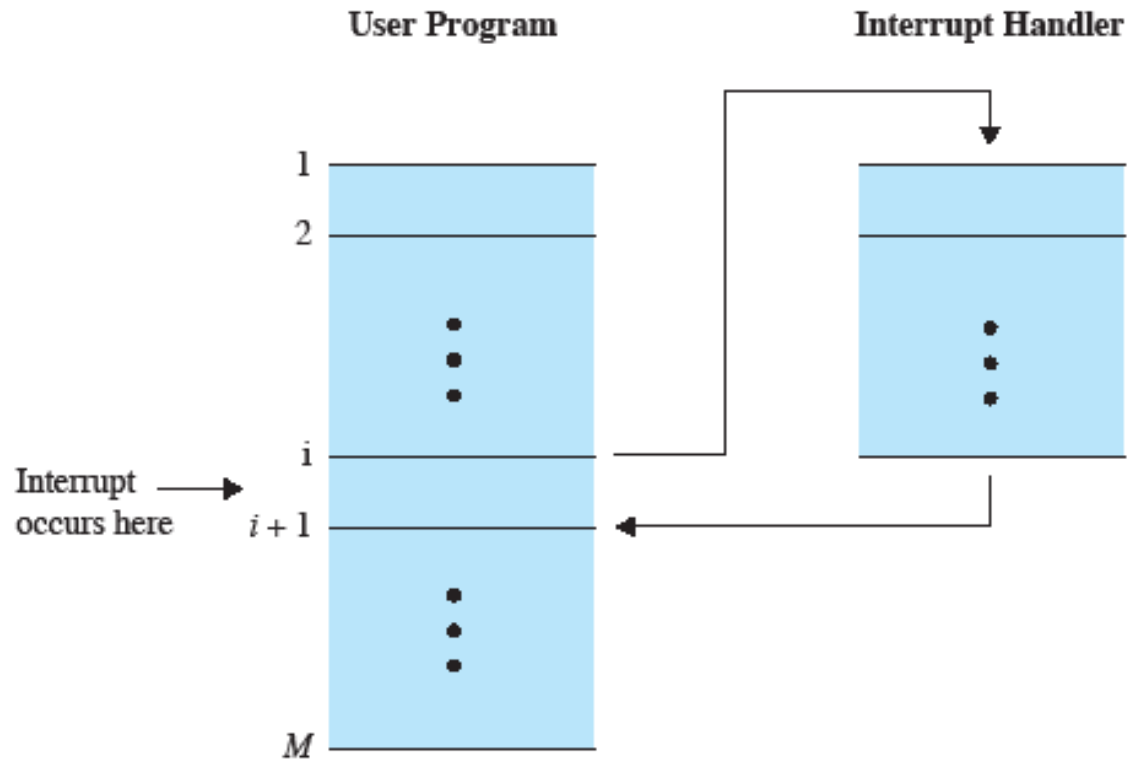 User Program
Interrupt Handler
1
2
i
Interrupt
occurs here
i + 1
M